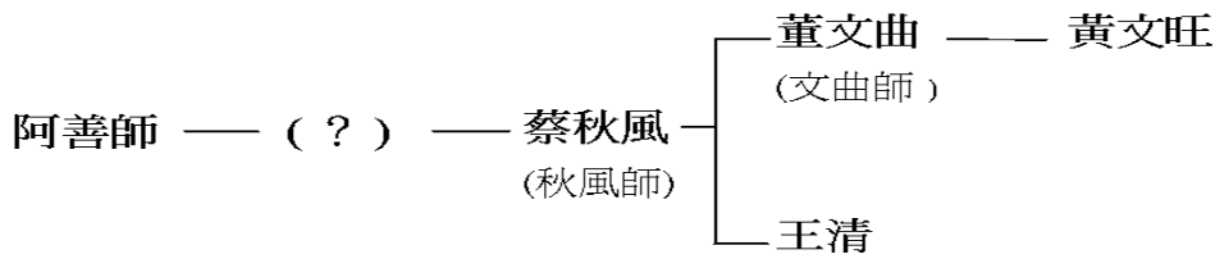 董文曲 黃文旺
(文曲師)
阿善師 (?) 蔡秋風
(秋風師)
王清